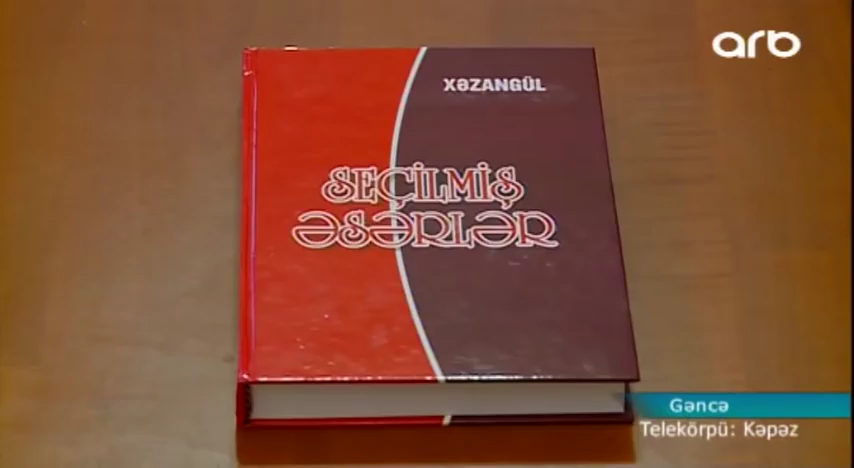 arb
XƏZANGÜL
SEÇİLMİŞ
ƏSƏRLƏR
Gəncə
Telekörpü: Kəpəz